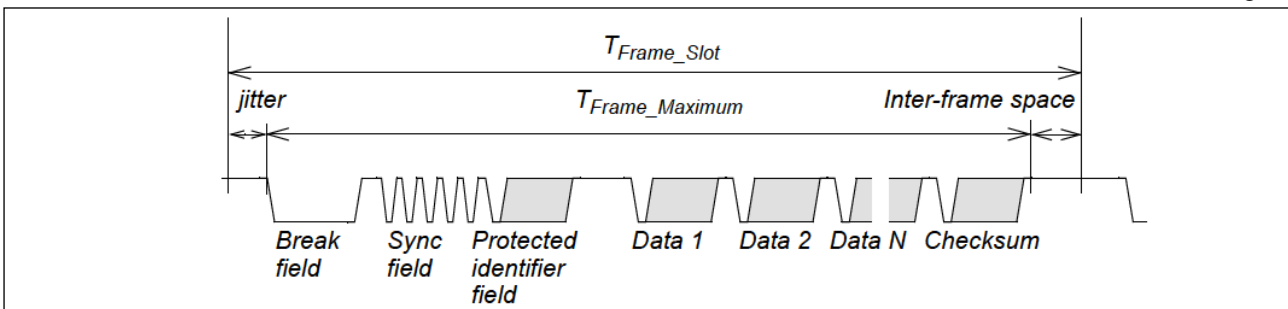 T_Frame_Slot
jitter
T_Frame_Maximum
Inter-frame space
Break
field
Sync
field
Protected
identifier
field
Data 1
Data 2
Data N
Checksum